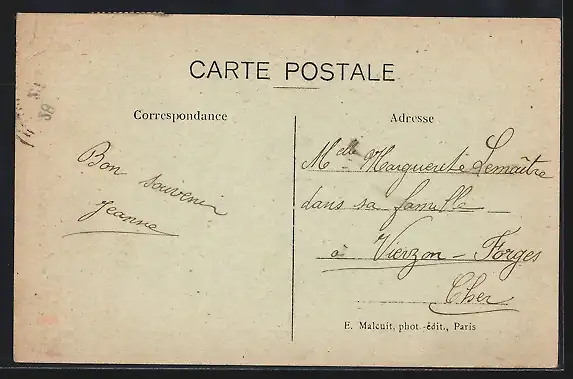 CARTE POSTALE
Correspondance
Adresse
Bon souvenir
Jeanne
Melle Marguerite Lemaître
dans sa famille
à Vierzon - Forges
Cher
E. Malcuit, phot.-édit., Paris